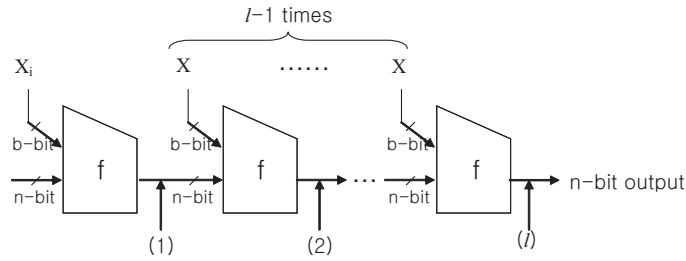 l-1 times
Xᵢ X ...... X
b-bit b-bit b-bit
f f f
n-bit n-bit ... n-bit n-bit output
(1) (2) (l)